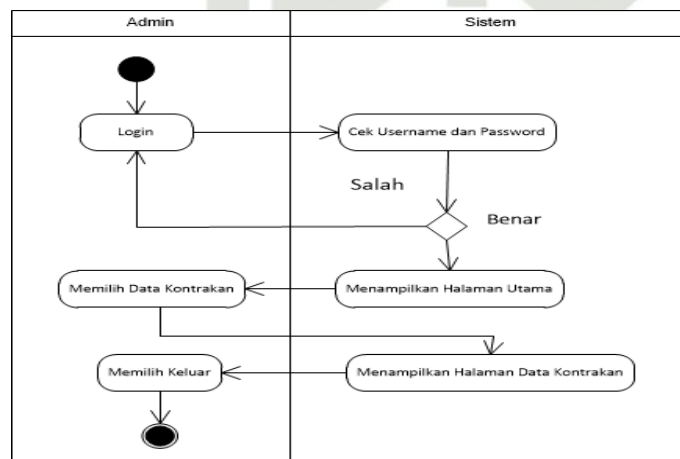 Admin
Sistem
Login
Cek Username dan Password
Salah
Benar
Memilih Data Kontrakan
Menampilkan Halaman Utama
Memilih Keluar
Menampilkan Halaman Data Kontrakan